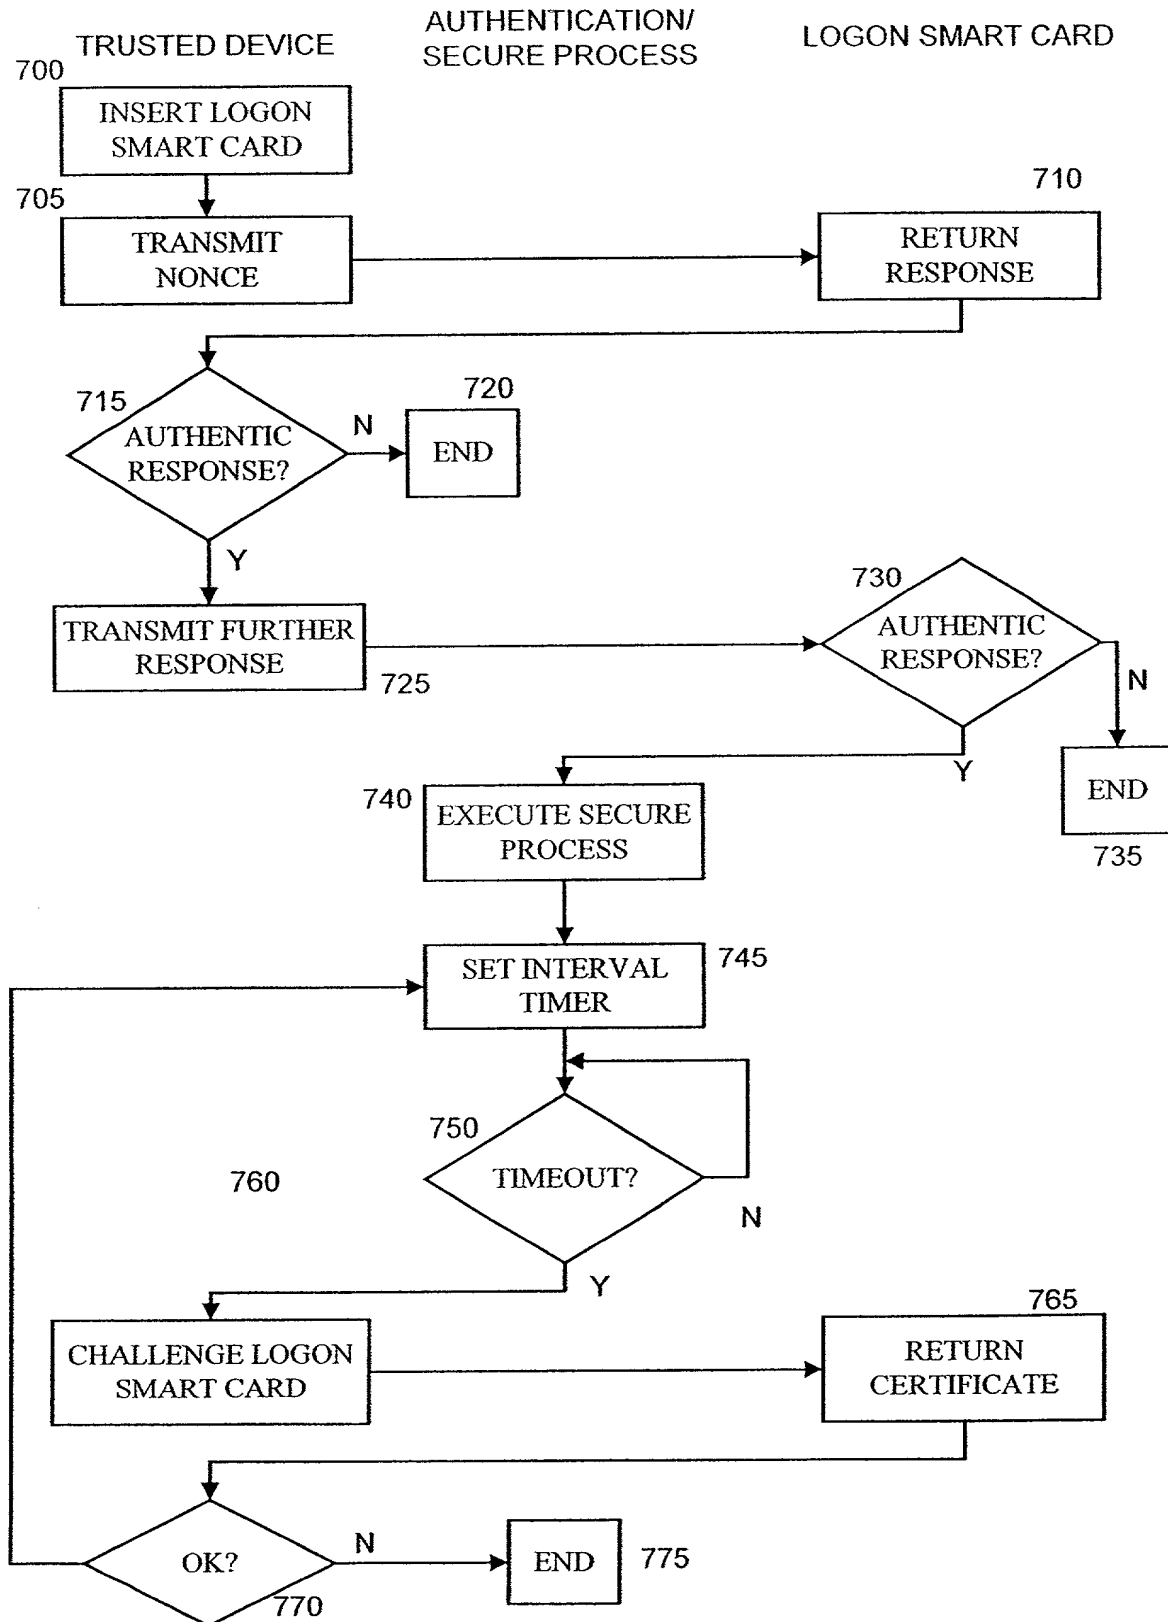 TRUSTED DEVICE
AUTHENTICATION/
SECURE PROCESS
LOGON SMART CARD
700
INSERT LOGON
SMART CARD
705
TRANSMIT
NONCE
710
RETURN
RESPONSE
715
AUTHENTIC
RESPONSE?
N
720
END
Y
TRANSMIT FURTHER
RESPONSE
725
730
AUTHENTIC
RESPONSE?
N
Y
END
735
740
EXECUTE SECURE
PROCESS
SET INTERVAL
TIMER
745
750
TIMEOUT?
760
N
Y
CHALLENGE LOGON
SMART CARD
765
RETURN
CERTIFICATE
OK?
770
N
END
775